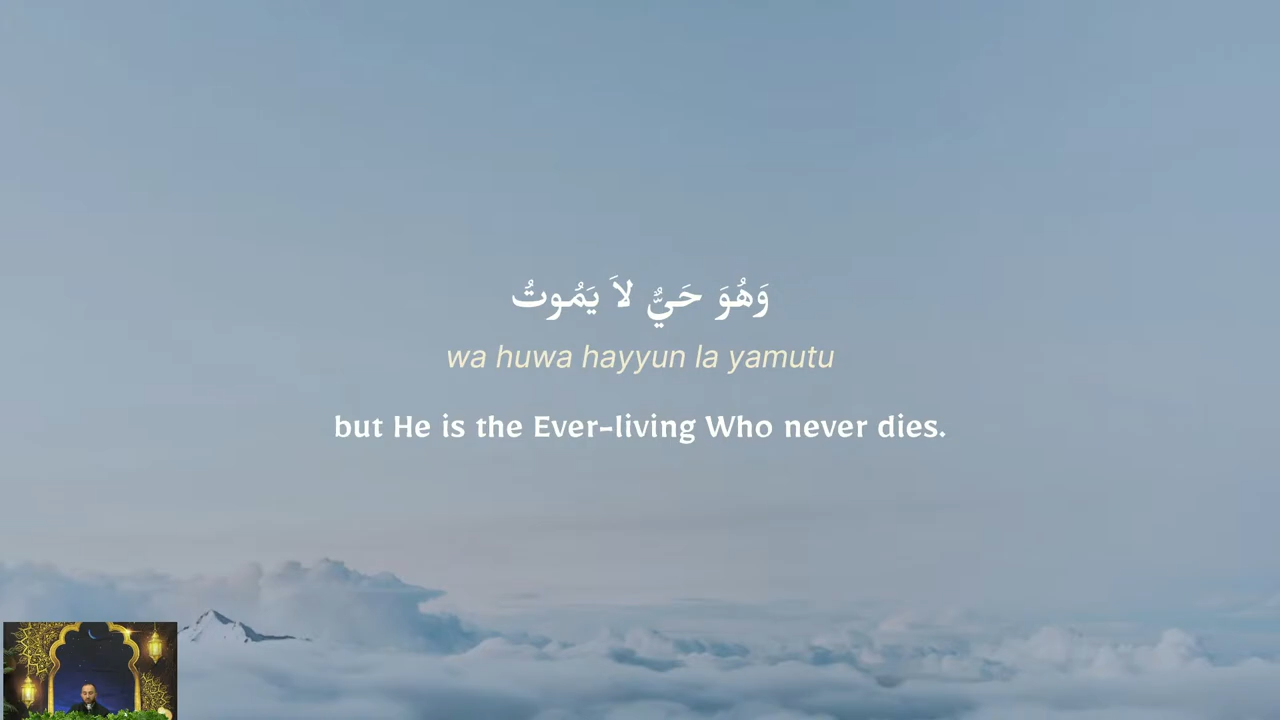 وَهُوَ حَيٌّ لاَ يَمُوتُ
wa huwa hayyun la yamutu
but He is the Ever-living Who never dies.